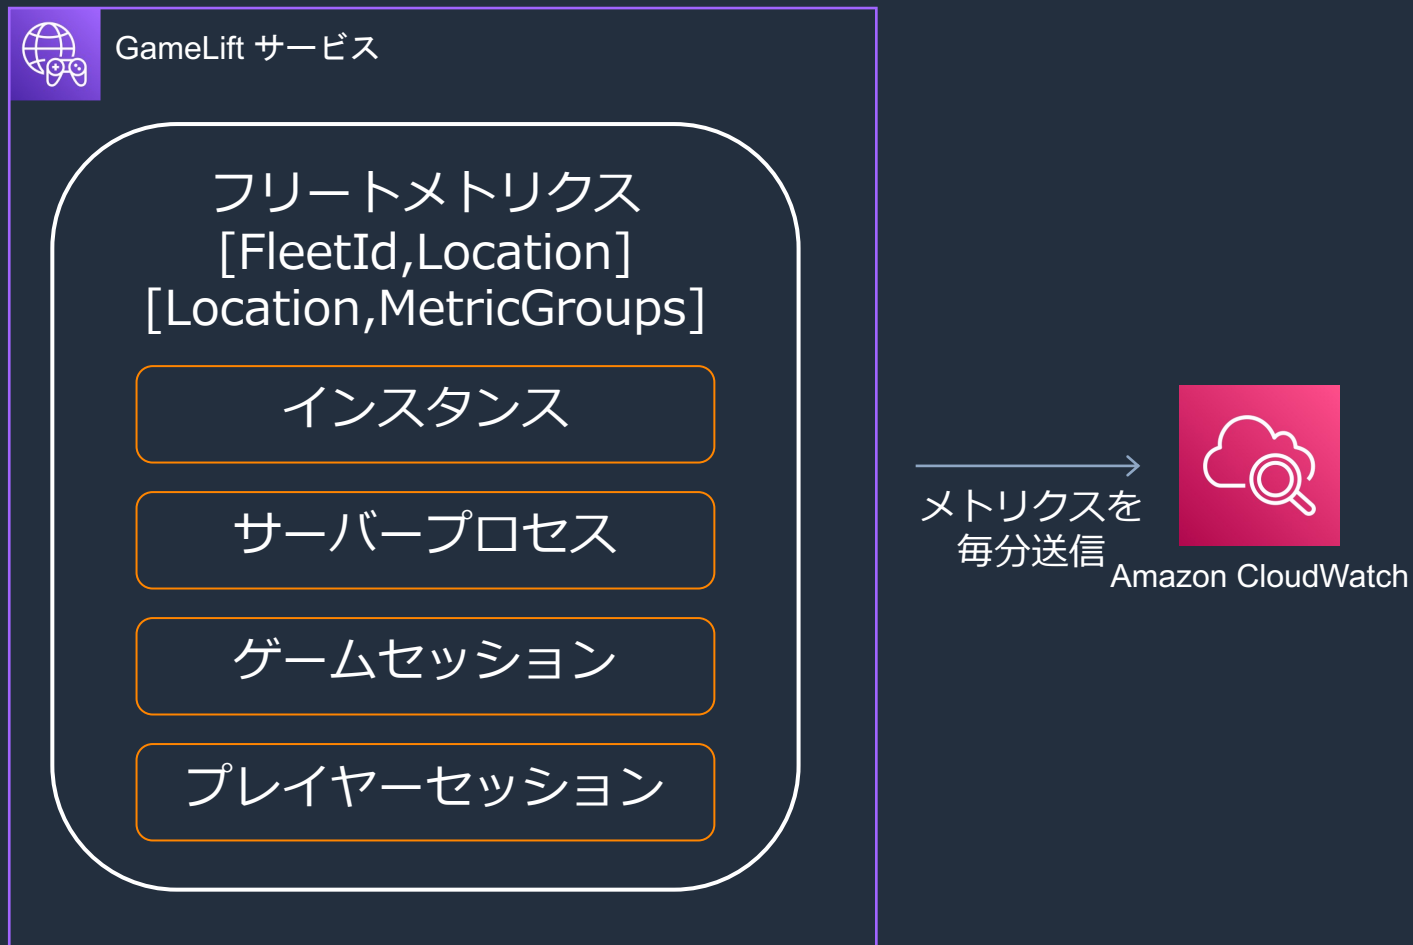 GameLift サービス
フリートメトリクス
[FleetId,Location]
[Location,MetricGroups]
インスタンス
サーバープロセス
ゲームセッション
プレイヤーセッション
メトリクスを
毎分送信
Amazon CloudWatch